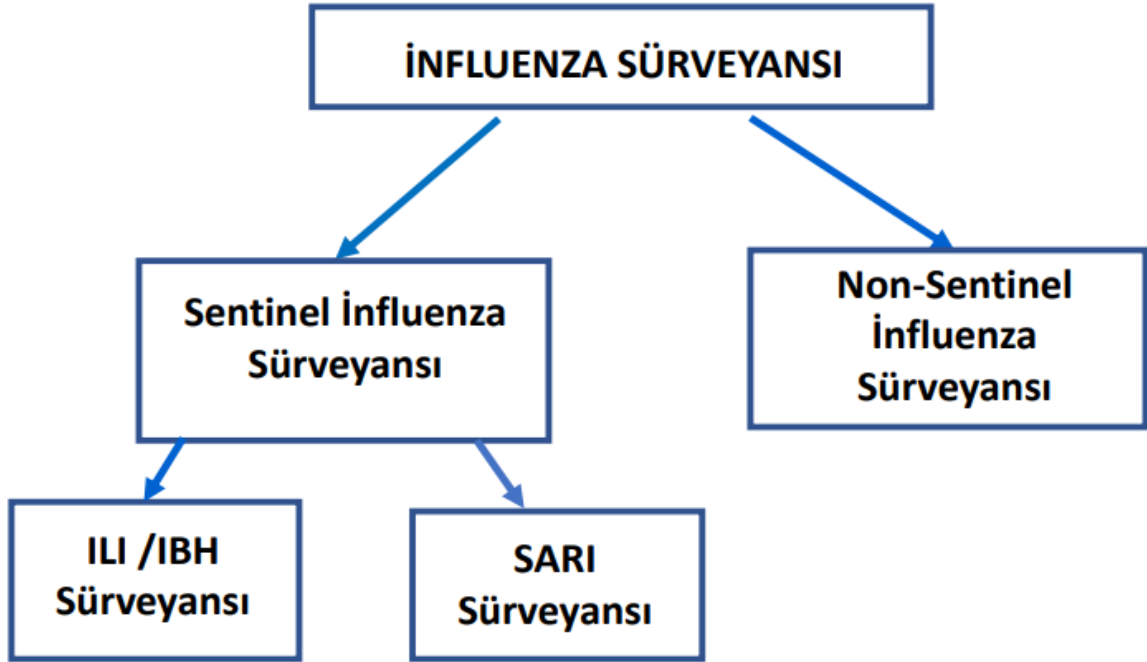 İNFLUENZA SÜRVEYANSI
Sentinel İnfluenza
Sürveyansı
Non-Sentinel
İnfluenza
Sürveyansı
ILI /IBH
Sürveyansı
SARI
Sürveyansı